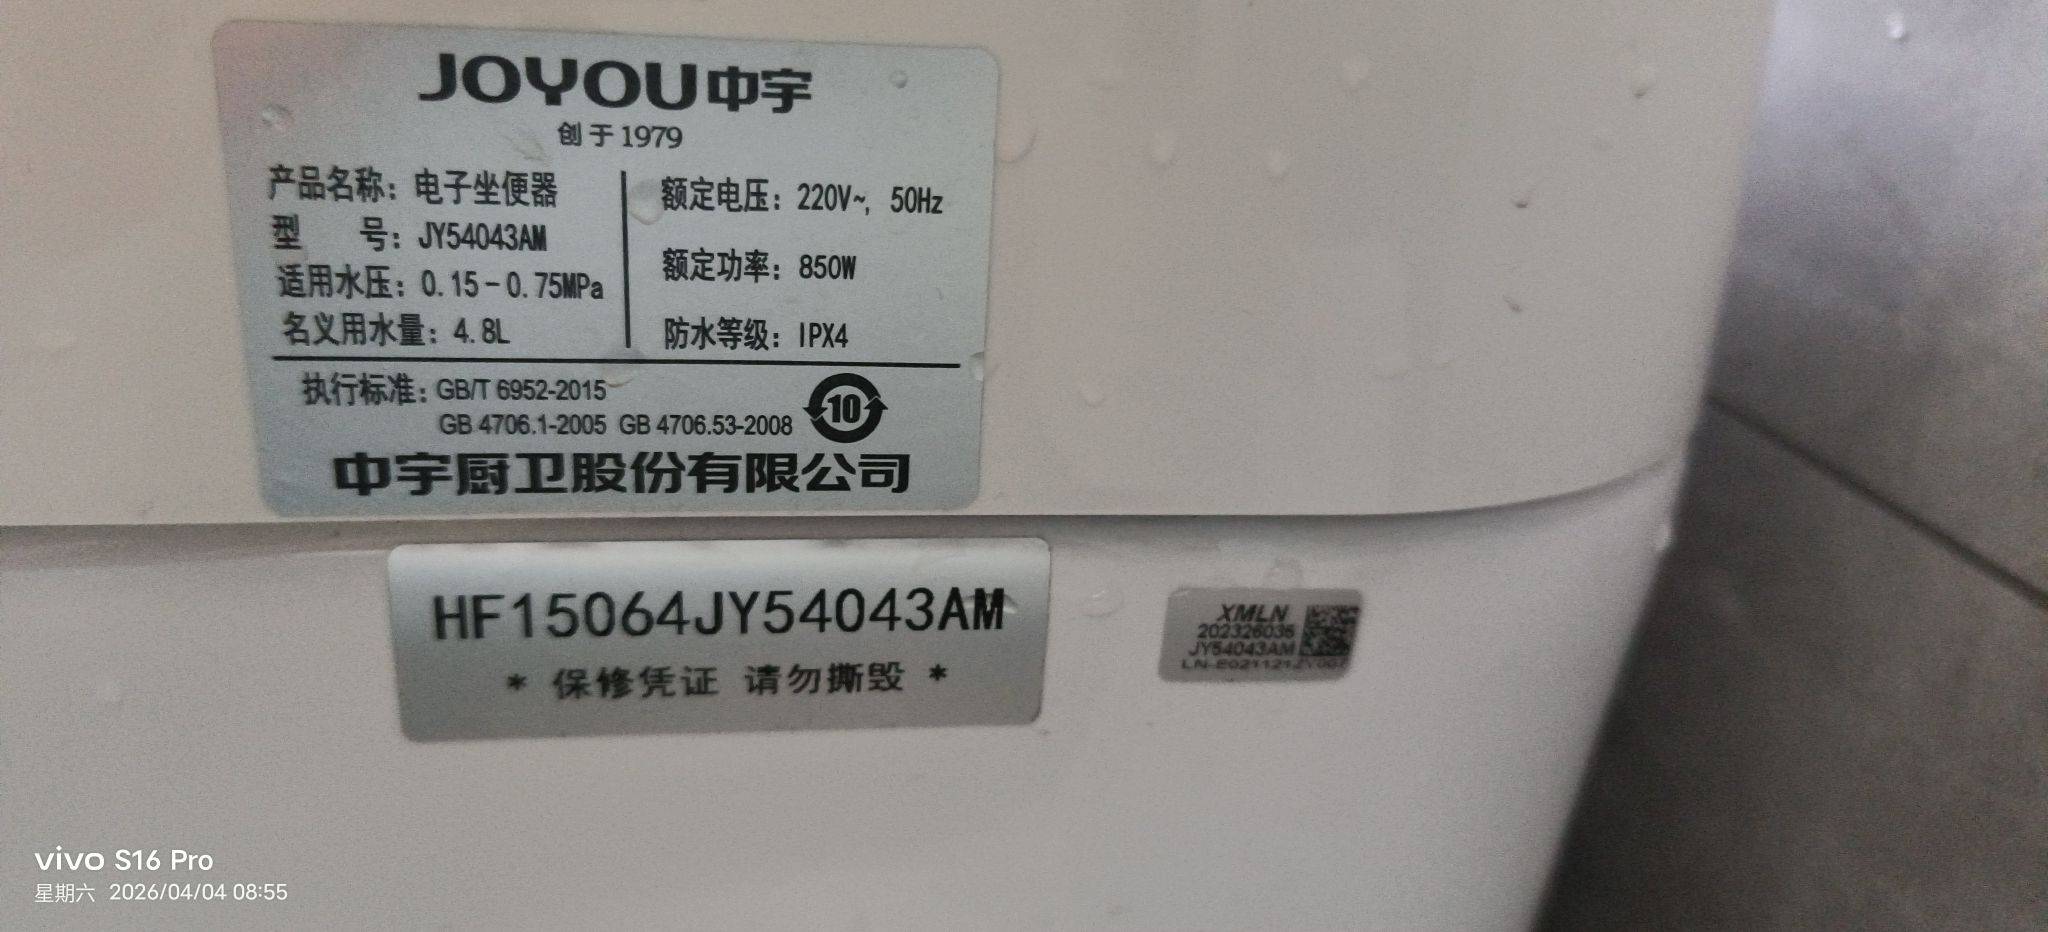 JOYOU中宇
创于1979
产品名称：电子坐便器
型 号：JY54043AM
适用水压：0.15-0.75MPa
名义用水量：4.8L
额定电压：220V~, 50Hz
额定功率：850W
防水等级：IPX4
执行标准：GB/T 6952-2015
GB 4706.1-2005 GB 4706.53-2008
10
中宇厨卫股份有限公司
HF15064JY54043AM
* 保修凭证 请勿撕毁 *
XMLN
202326036
JY54043AM
vivo S16 Pro
星期六 2026/04/04 08:55